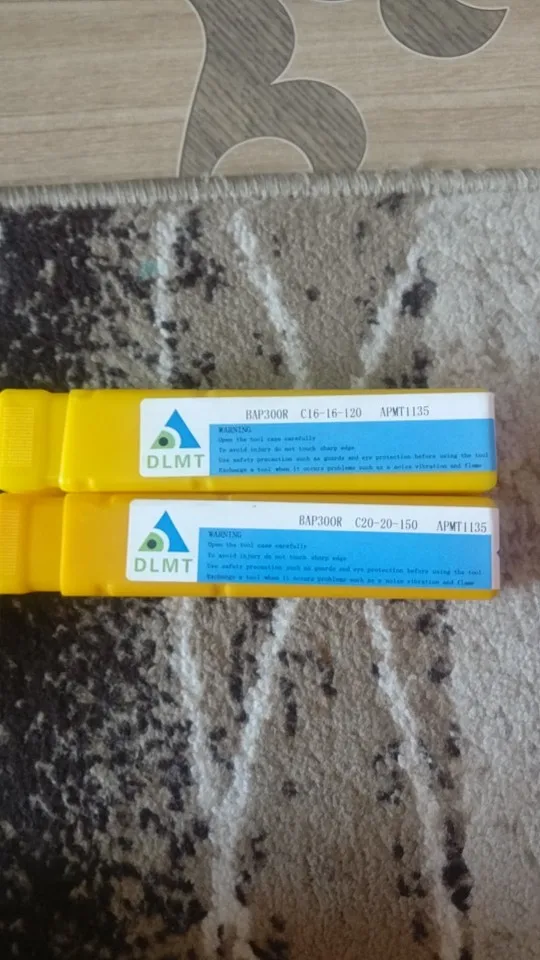 BAP300R C16-16-120 APMT1135
WARNING
Open the tool case carefully
To avoid injury do not touch sharp edge
Use safety precaution such as guards and eye protection before using the tool
Exchange a tool when it occurs problems such as a noise vibration and flame
DLMT
BAP300R C20-20-150 APMT1135
WARNING
Open the tool case carefully
To avoid injury do not touch sharp edge
Use safety precaution such as guards and eye protection before using the tool
Exchange a tool when it occurs problems such as a noise vibration and flame
DLMT